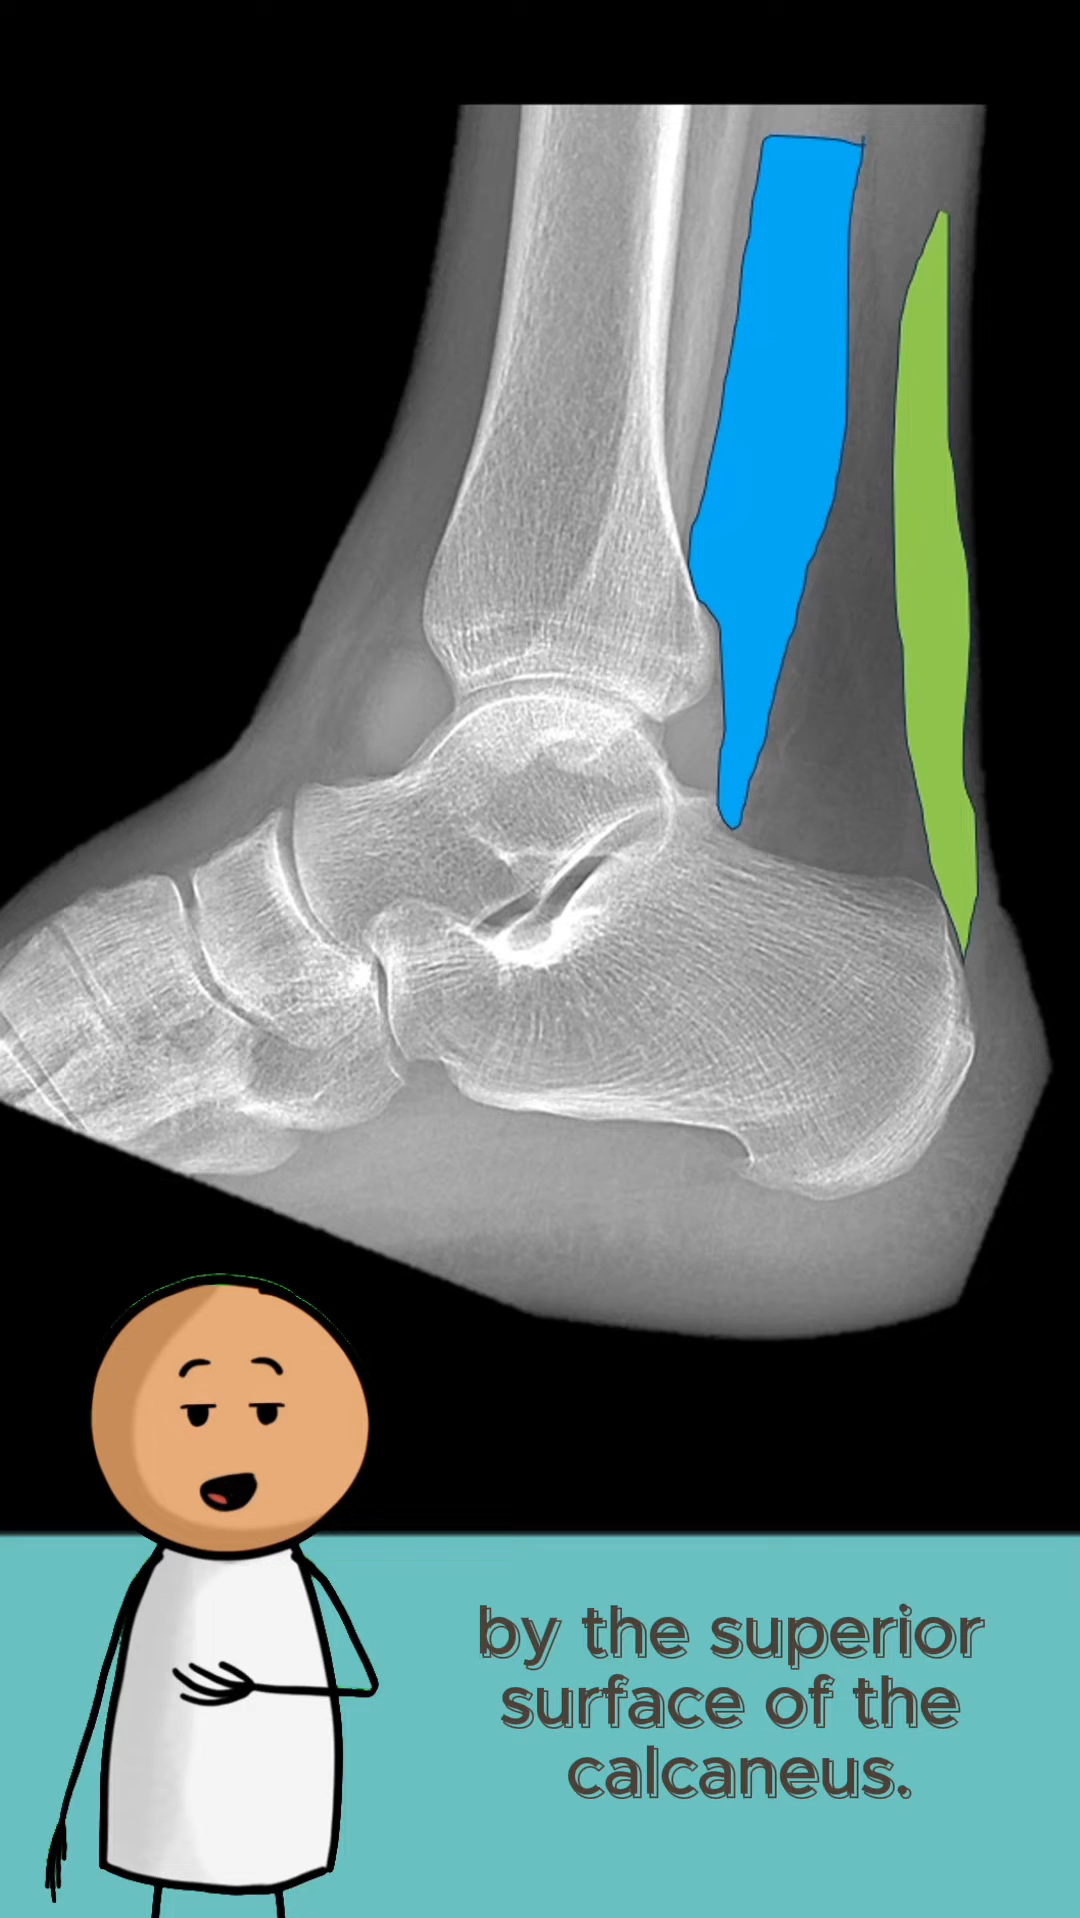 by the superior
surface of the
calcaneus.